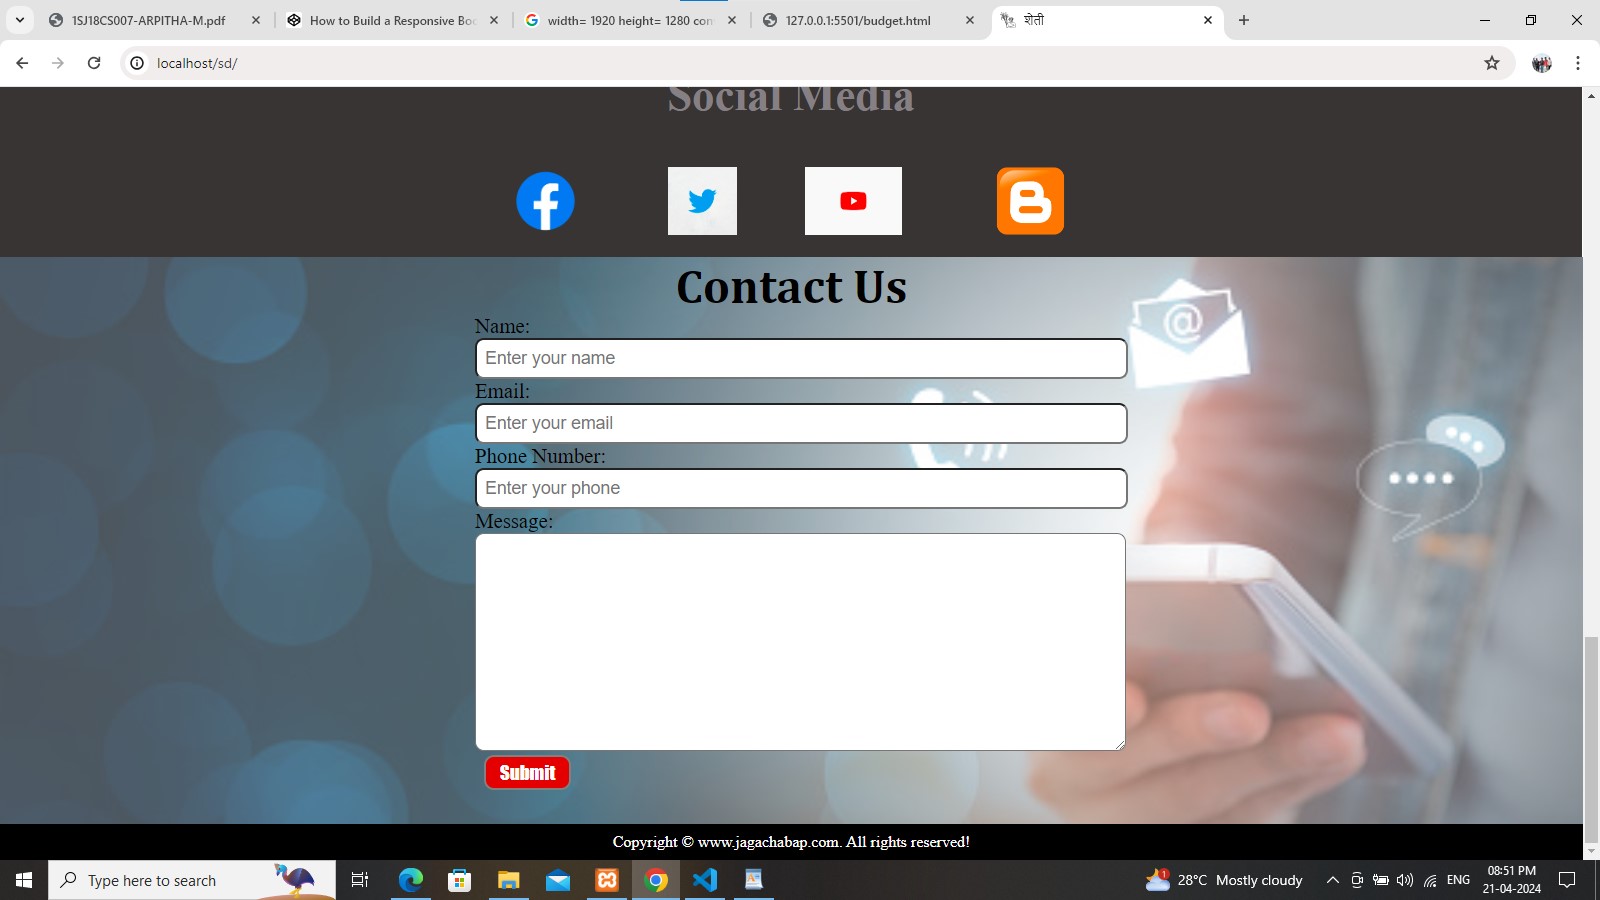 1SJ18CS007-ARPITHA-M.pdf
How to Build a Responsive Boo
width= 1920 height= 1280 com
127.0.0.1:5501/budget.html
शेती
localhost/sd/
Social Media
Contact Us
Name:
Enter your name
Email:
Enter your email
Phone Number:
Enter your phone
Message:
Submit
Copyright © www.jagachabap.com. All rights reserved!
Type here to search
1
28°C Mostly cloudy
ENG
08:51 PM
21-04-2024